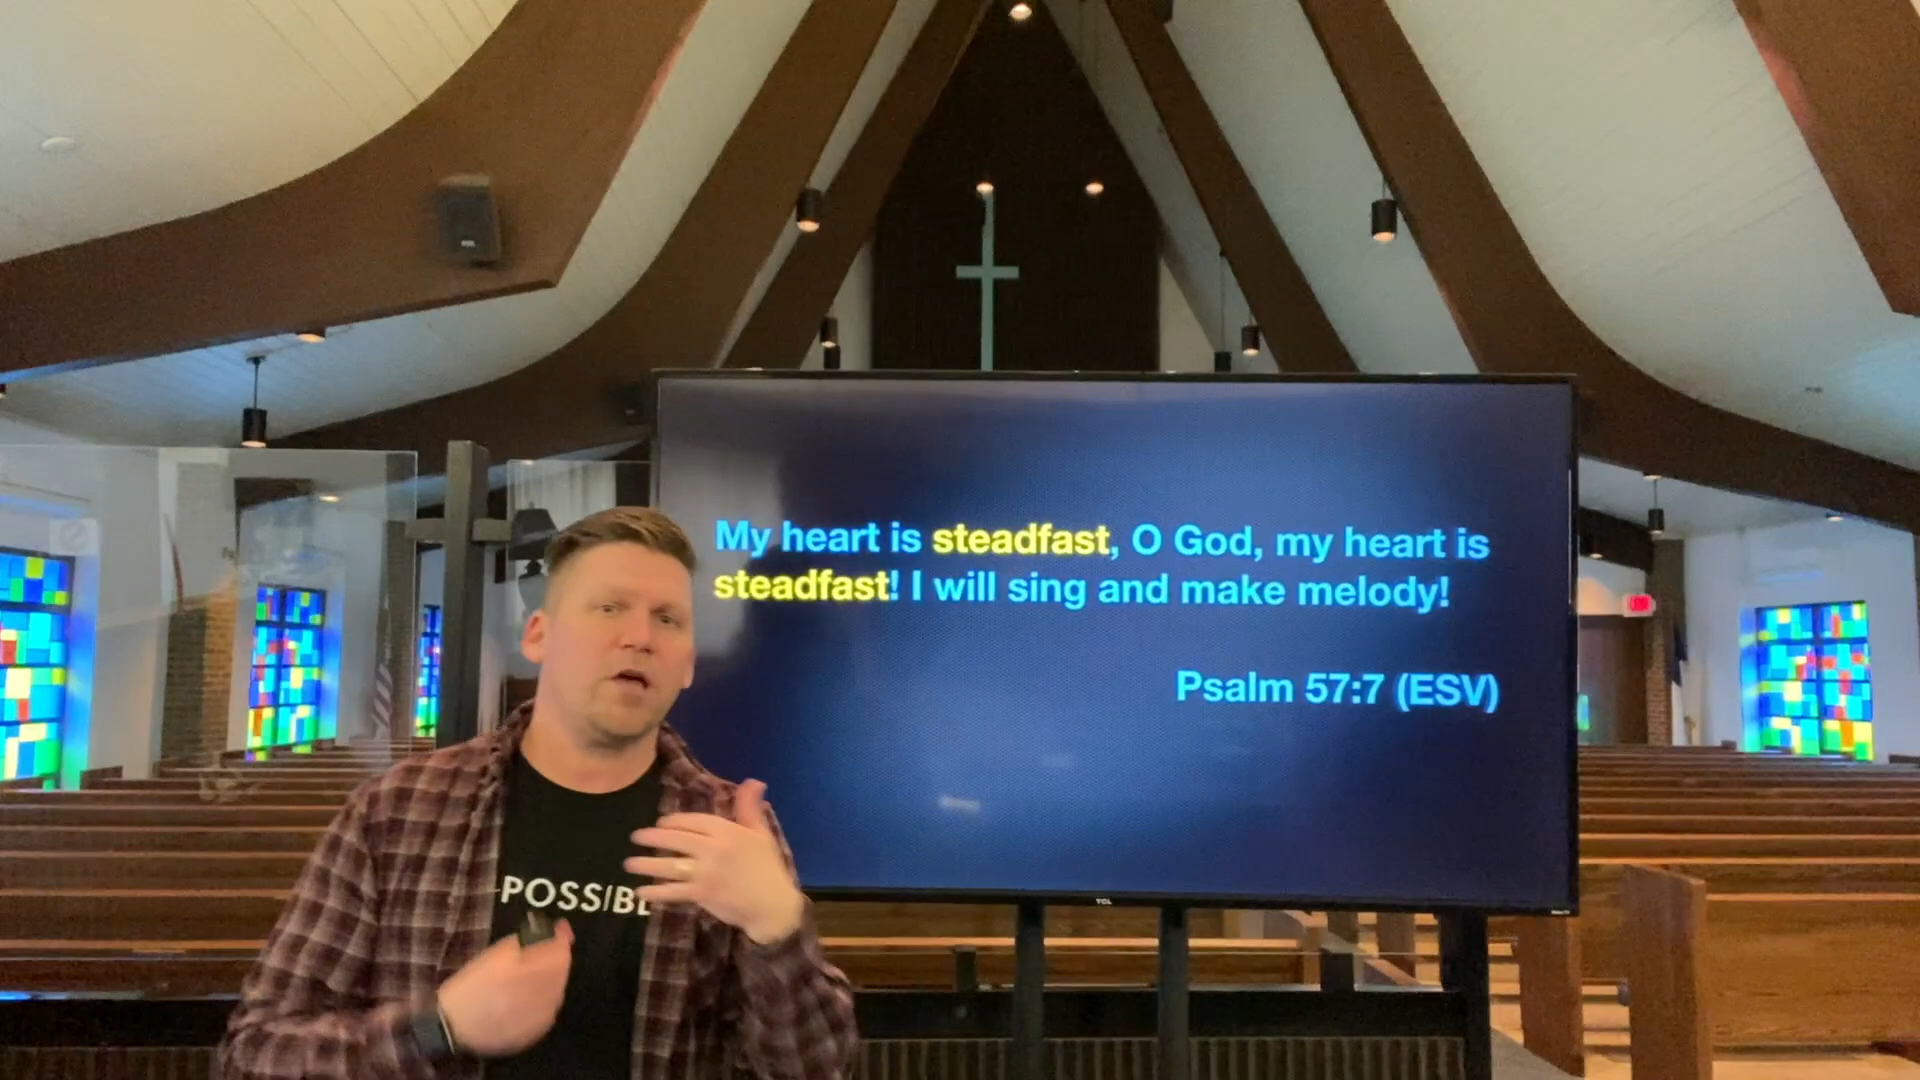 My heart is steadfast, O God, my heart is
steadfast! I will sing and make melody!
Psalm 57:7 (ESV)
POSSIBL
TCL